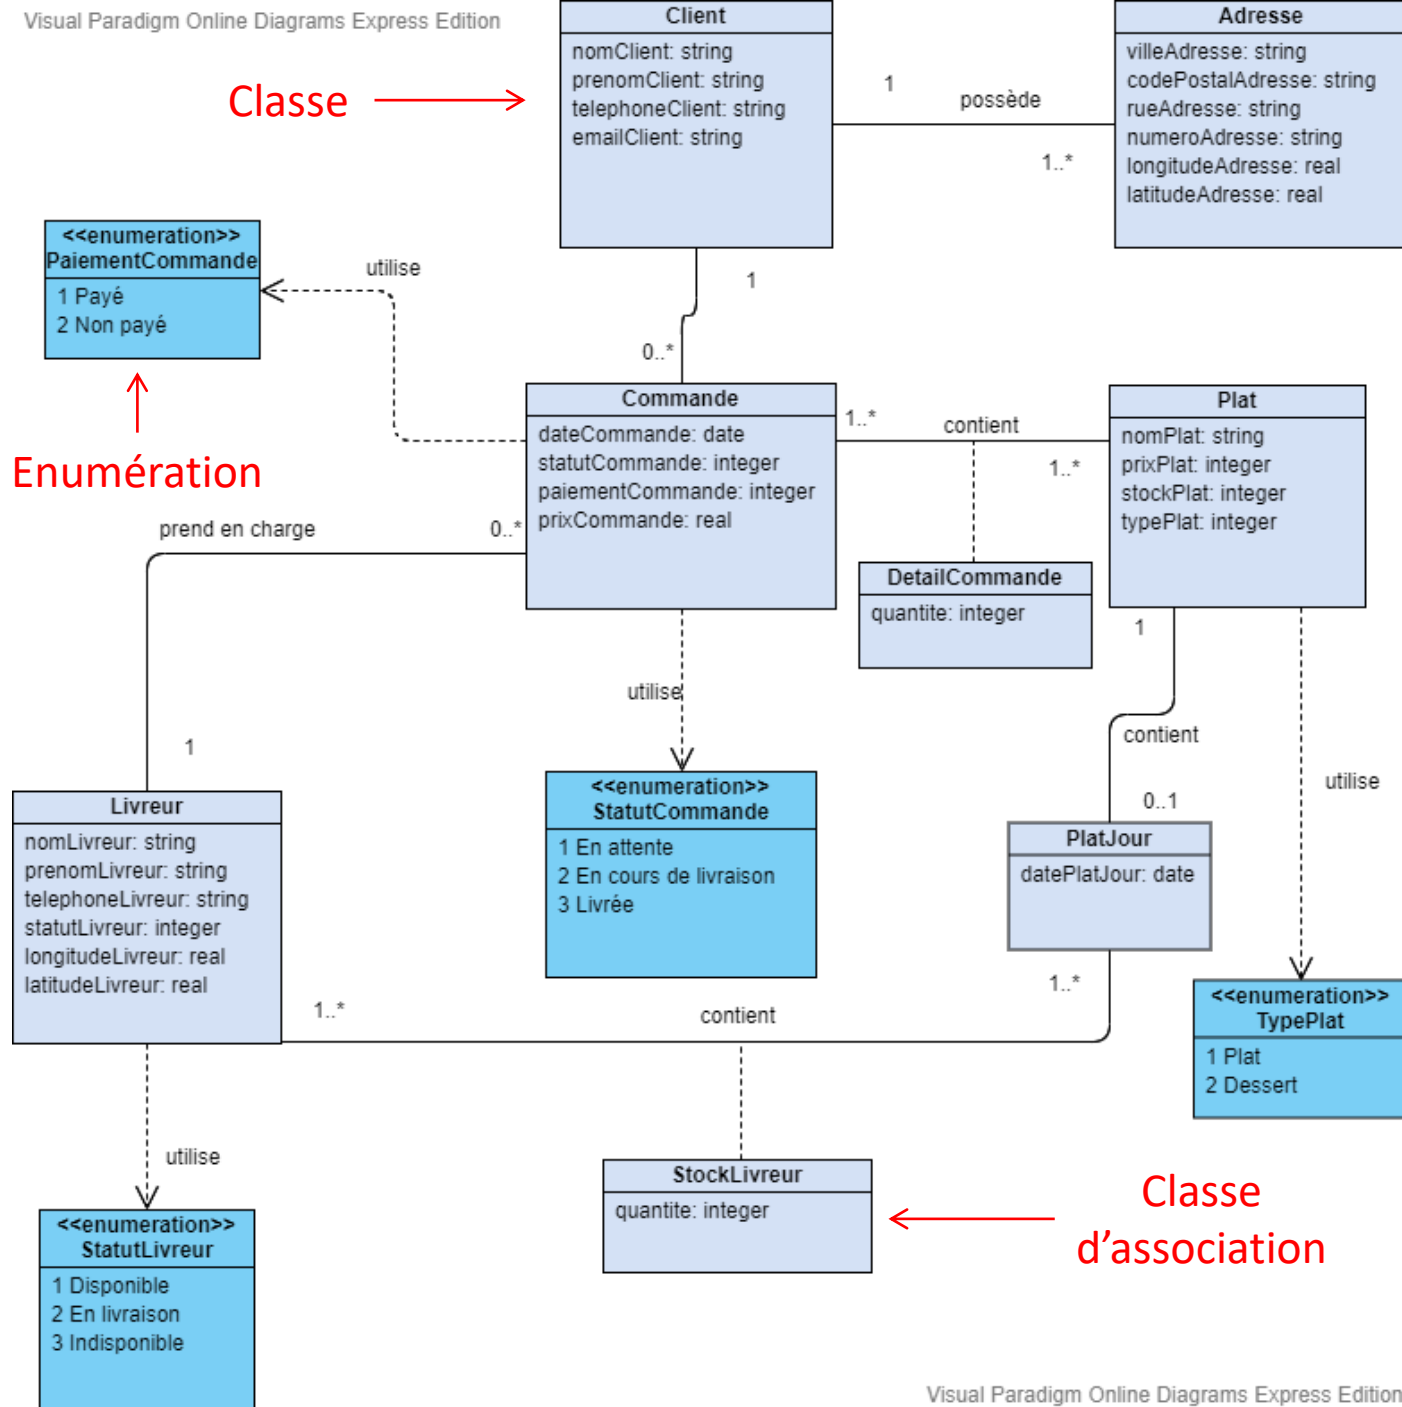 Visual Paradigm Online Diagrams Express Edition
Client
nomClient: string
prenomClient: string
telephoneClient: string
emailClient: string
Adresse
villeAdresse: string
codePostalAdresse: string
rueAdresse: string
numeroAdresse: string
longitudeAdresse: real
latitudeAdresse: real
Classe
1
possède
1..*
<<enumeration>>
PaiementCommande
1 Payé
2 Non payé
utilise
1
0..*
Enumération
Commande
dateCommande: date
statutCommande: integer
paiementCommande: integer
prixCommande: real
1..*
contient
1..*
Plat
nomPlat: string
prixPlat: integer
stockPlat: integer
typePlat: integer
prend en charge
0..*
DetailCommande
quantite: integer
1
utilise
contient
utilise
1
0..1
Livreur
nomLivreur: string
prenomLivreur: string
telephoneLivreur: string
statutLivreur: integer
longitudeLivreur: real
latitudeLivreur: real
<<enumeration>>
StatutCommande
1 En attente
2 En cours de livraison
3 Livrée
PlatJour
datePlatJour: date
1..*
contient
1..*
<<enumeration>>
TypePlat
1 Plat
2 Dessert
utilise
StockLivreur
quantite: integer
Classe
d’association
<<enumeration>>
StatutLivreur
1 Disponible
2 En livraison
3 Indisponible
Visual Paradigm Online Diagrams Express Edition